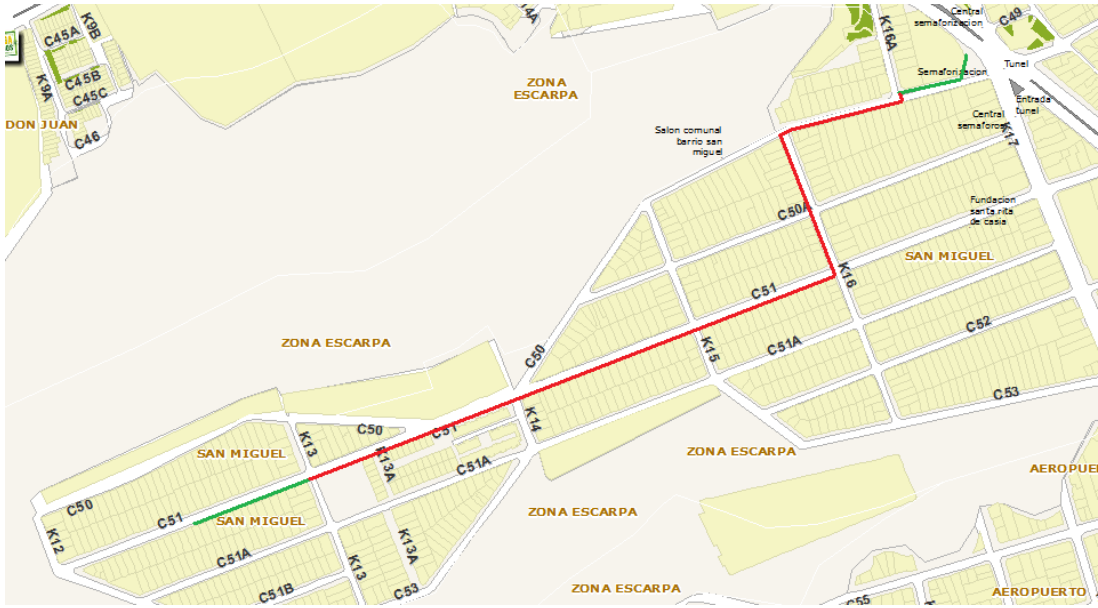 C45A
K9B
C45B
C45C
K9A
DON JUAN
C46
14A
ZONA
ESCARPA
K16A
Central
semaforizacion
C49
Semaforizacion
Tunel
Entrada
tunel
Central
semaforos
K17
Salon comunal
barrio san
miguel
C50A
Fundacion
santa rita
de casia
SAN MIGUEL
K16
C51
C52
C51A
K15
C53
ZONA ESCARPA
C50
K14
C51
C50
K13
K13A
SAN MIGUEL
C51A
ZONA ESCARPA
C50
C51
SAN MIGUEL
K12
C51A
ZONA ESCARPA
K13A
K13
C51B
C53
ZONA ESCARPA
C55
AEROPUE
AEROPUERTO